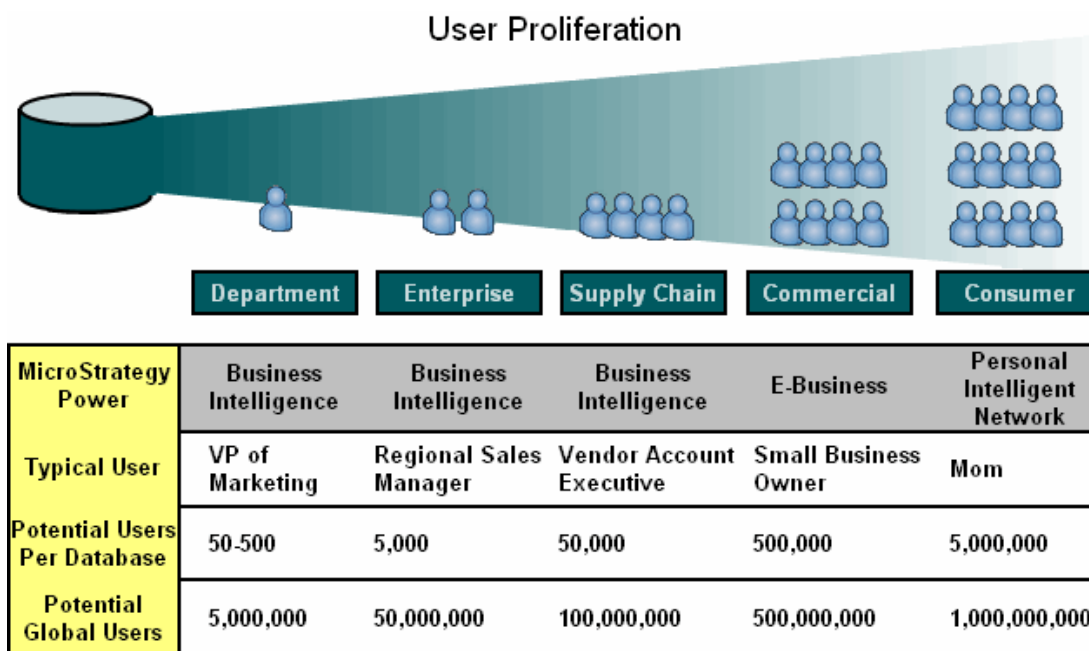 User Proliferation
Department Enterprise Supply Chain Commercial Consumer
MicroStrategy Power
Business Intelligence
Business Intelligence
Business Intelligence
E-Business
Personal Intelligent Network
Typical User
VP of Marketing
Regional Sales Manager
Vendor Account Executive
Small Business Owner
Mom
Potential Users Per Database
50-500
5,000
50,000
500,000
5,000,000
Potential Global Users
5,000,000
50,000,000
100,000,000
500,000,000
1,000,000,000